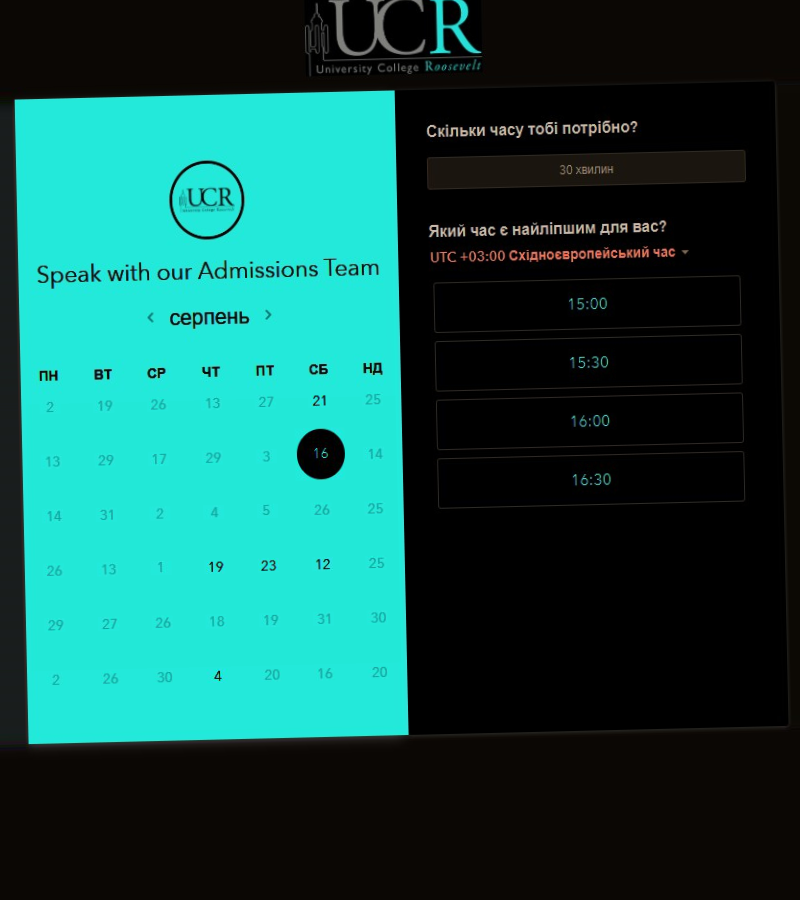 UCR
University College Roosevelt
UCR
Speak with our Admissions Team
серпень
ПН ВТ СР ЧТ ПТ СБ НД
2 19 26 13 27 21 25
13 29 17 29 3 16 14
14 31 2 4 5 26 25
26 13 1 19 23 12 25
29 27 26 18 19 31 30
2 26 30 4 20 16 20
Скільки часу тобі потрібно?
30 хвилин
Який час є найліпшим для вас?
UTC +03:00 Східноєвропейський час
15:00
15:30
16:00
16:30